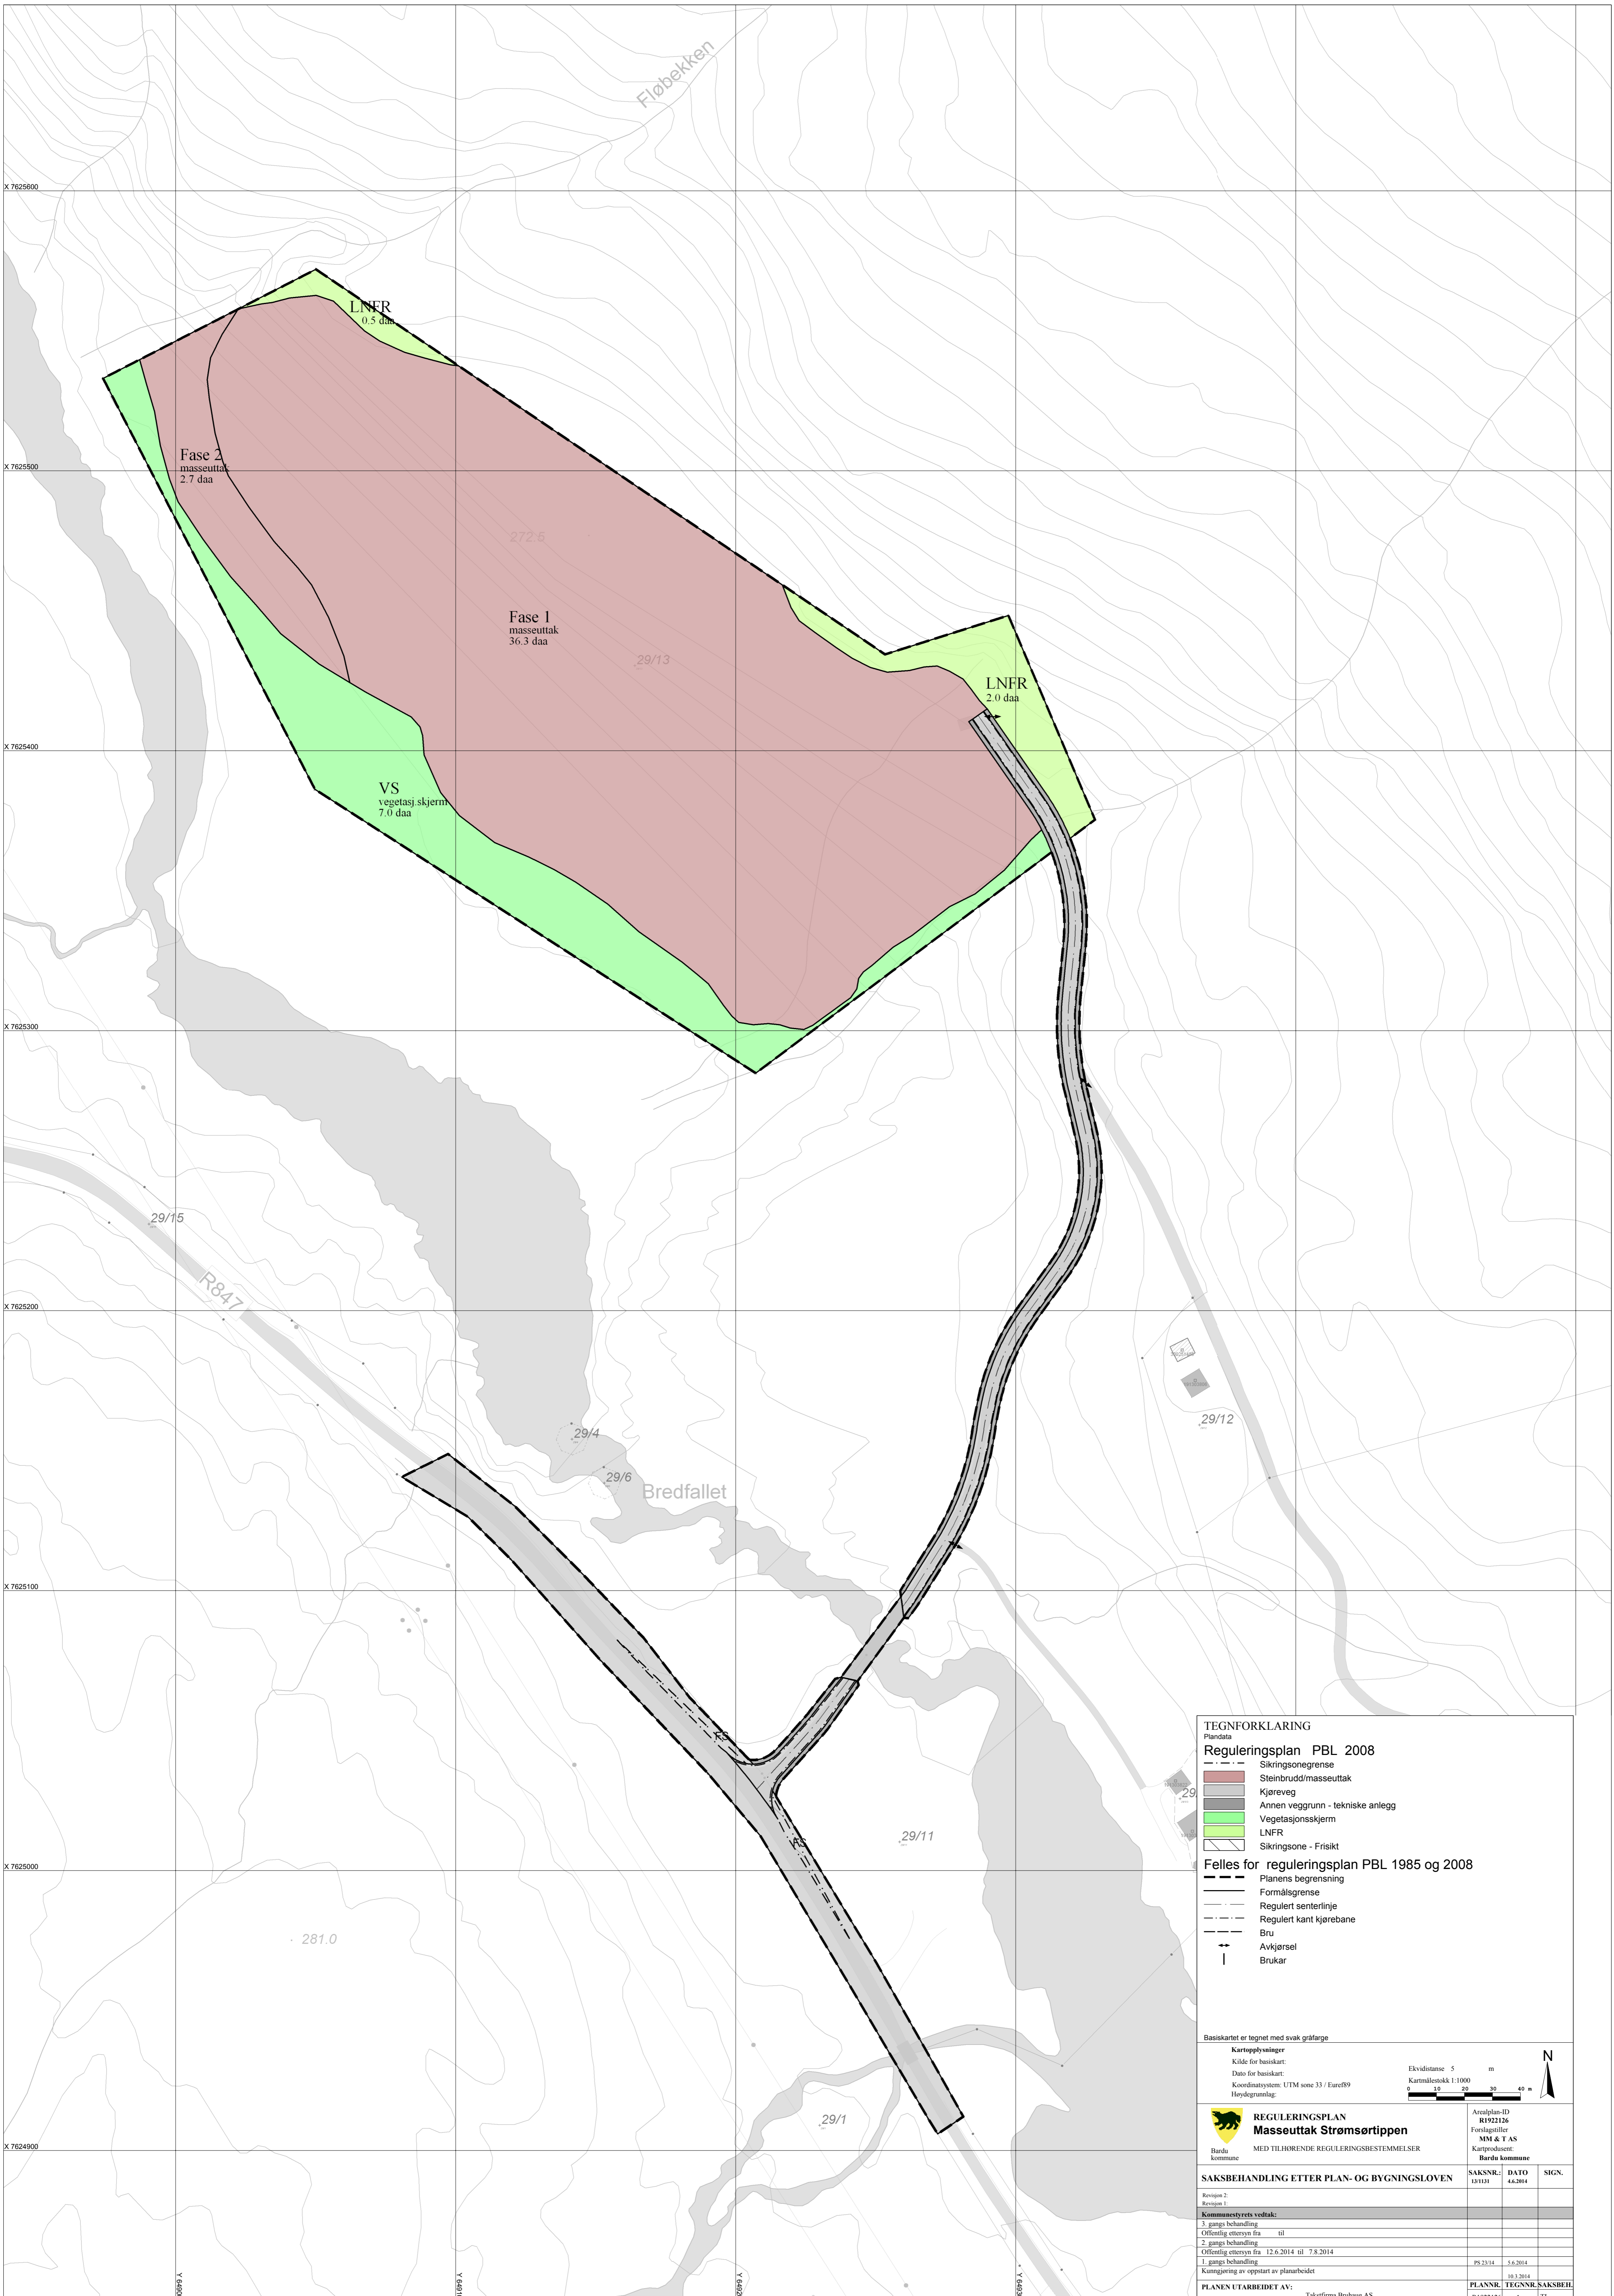 Fløbekken
X 7625600
LNFR
0.5 daa
Fase 2
masseuttak
2.7 daa
X 7625500
272.5
Fase 1
masseuttak
36.3 daa
29/13
LNFR
2.0 daa
X 7625400
VS
vegetasj.skjerm
7.0 daa
X 7625300
29/15
R847
X 7625200
29/12
29/4
29/6
Bredfallet
X 7625100
FS
FS
29/11
X 7625000
281.0
29/1
X 7624900
TEGNFORKLARING
Plandata
Reguleringsplan PBL 2008
Sikringsonegrense
Steinbrudd/masseuttak
Kjøreveg
Annen veggrunn - tekniske anlegg
Vegetasjonsskjerm
LNFR
Sikringsone - Frisikt
Felles for reguleringsplan PBL 1985 og 2008
Planens begrensning
Formålsgrense
Regulert senterlinje
Regulert kant kjørebane
Bru
Avkjørsel
Brukar
Basiskartet er tegnet med svak gråfarge
Kartopplysninger
Kilde for basiskart:
Dato for basiskart:
Koordinatsystem: UTM sone 33 / Euref89
Høydegrunnlag:
Ekvidistanse 5 m
Kartmålestokk 1:1000
0 10 20 30 40 m
N
Bardu
kommune
REGULERINGSPLAN
Masseuttak Strømsørtippen
MED TILHØRENDE REGULERINGSBESTEMMELSER
Arealplan-ID
R1922126
Forslagstiller
MM & T AS
Kartprodusent:
Bardu kommune
SAKSBEHANDLING ETTER PLAN- OG BYGNINGSLOVEN
SAKSNR.: DATO SIGN.
13/1131 4.6.2014
Revisjon 2:
Revisjon 1:
Kommunestyrets vedtak:
3. gangs behandling
Offentlig ettersyn fra til
2. gangs behandling
Offentlig ettersyn fra 12.6.2014 til 7.8.2014
1. gangs behandling PS 23/14 5.6.2014
Kunngjøring av oppstart av planarbeidet 10.3.2014
PLANEN UTARBEIDET AV:
PLANNR. TEGNNR. SAKSBEH.